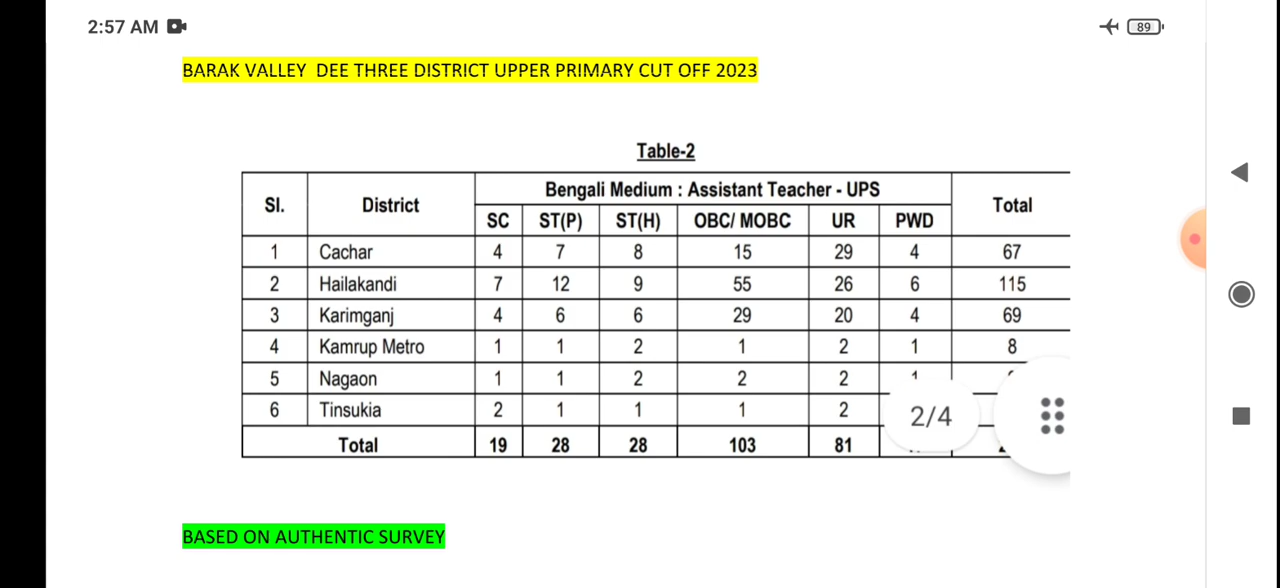 2:57 AM
89
BARAK VALLEY DEE THREE DISTRICT UPPER PRIMARY CUT OFF 2023
Table-2
Sl. District Bengali Medium : Assistant Teacher - UPS Total
SC ST(P) ST(H) OBC/ MOBC UR PWD
1 Cachar 4 7 8 15 29 4 67
2 Hailakandi 7 12 9 55 26 6 115
3 Karimganj 4 6 6 29 20 4 69
4 Kamrup Metro 1 1 2 1 2 1 8
5 Nagaon 1 1 2 2 2 1
6 Tinsukia 2 1 1 1 2
2/4
Total 19 28 28 103 81
BASED ON AUTHENTIC SURVEY